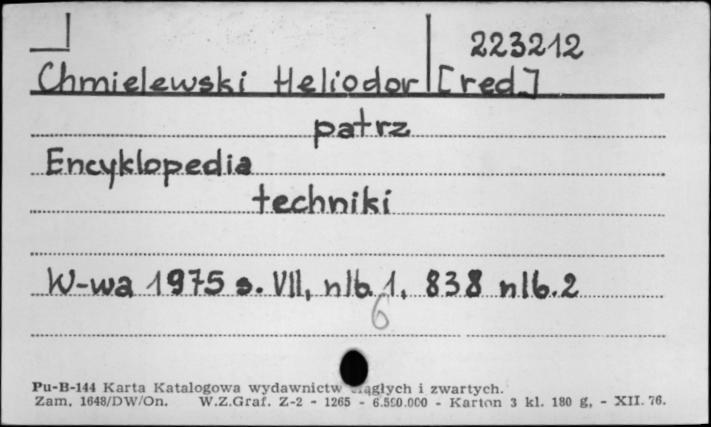 223212
Chmielewski Heliodor [red]
patrz
Encyklopedia
techniki
W-wa 1975 s. VII, nlb. 1, 838 nlb. 2
6
Pu-B-144 Karta Katalogowa wydawnictw i zwartych.
Zam. 1648/DW/On. W.Z.Graf. Z-2 - 1265 - 6.500.000 - Karton 3 kl. 180 g, - XII. 76.